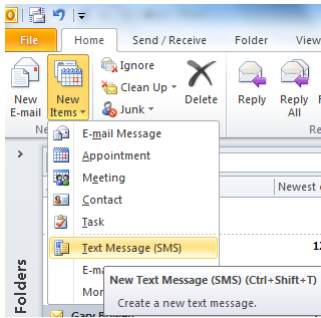 File Home Send / Receive Folder View
New E-mail
New Items
Ignore
Clean Up
Junk
Delete
Reply
Reply All
E-mail Message
Appointment
Meeting
Contact
Task
Text Message (SMS)
New Text Message (SMS) (Ctrl+Shift+T)
Create a new text message.
Folders
Newest